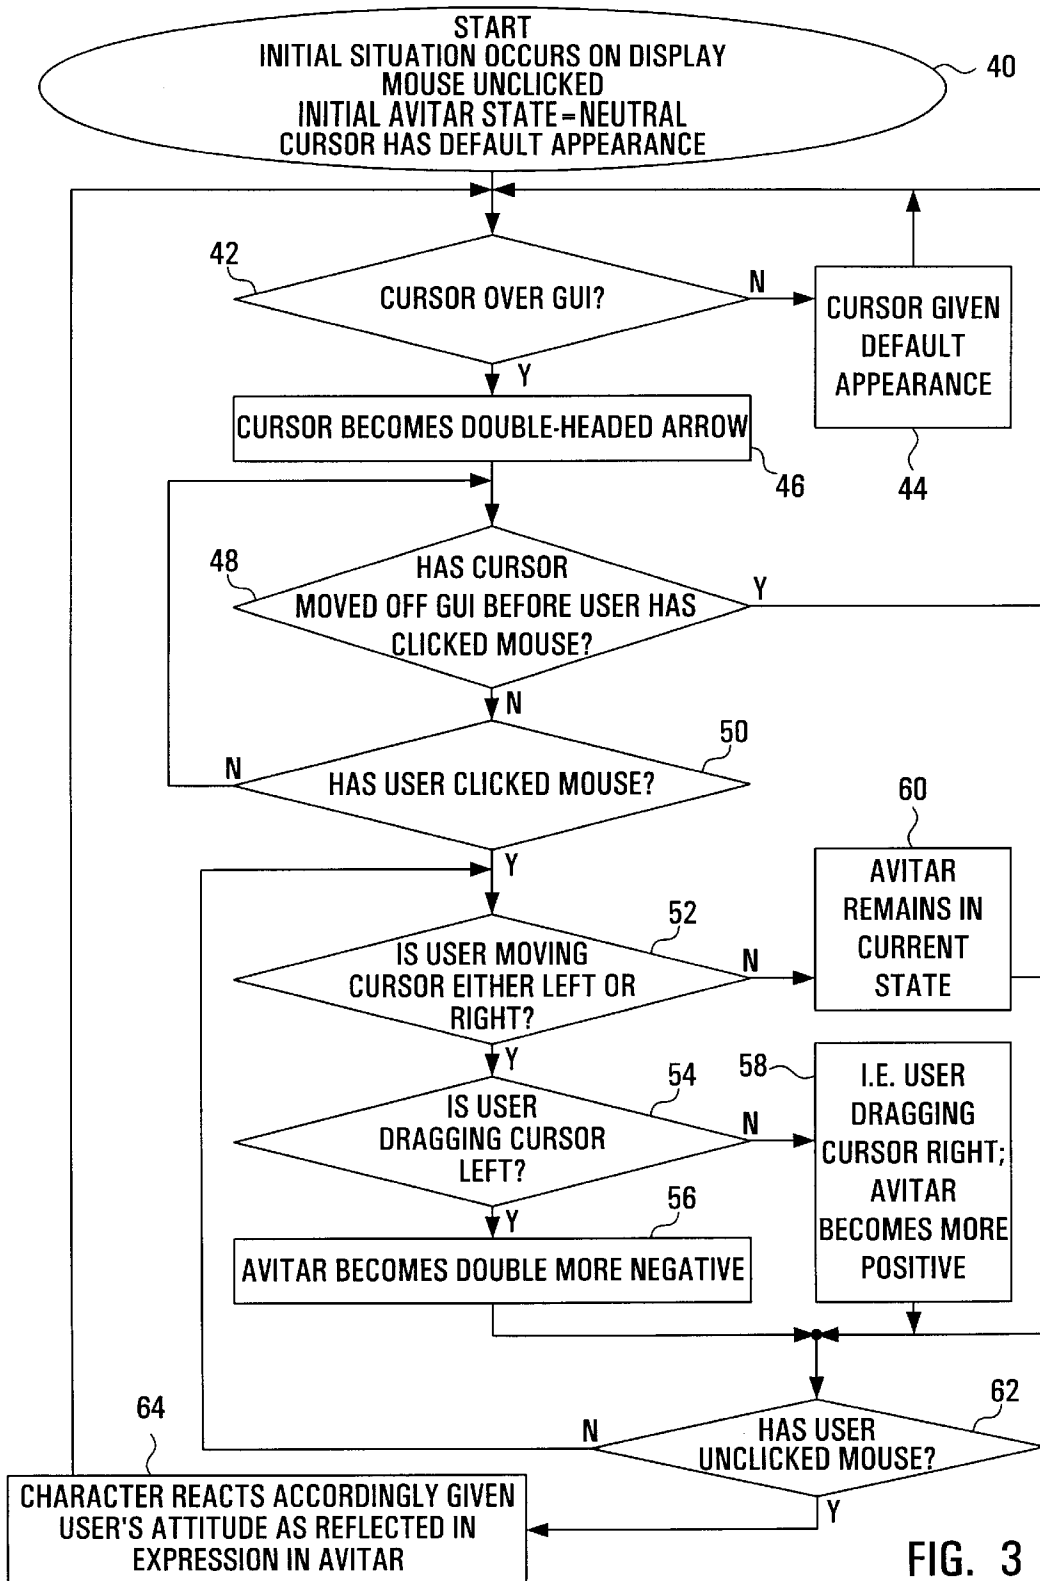 START
INITIAL SITUATION OCCURS ON DISPLAY
MOUSE UNCLICKED
INITIAL AVITAR STATE=NEUTRAL
CURSOR HAS DEFAULT APPEARANCE
40
42
CURSOR OVER GUI?
N
Y
CURSOR GIVEN
DEFAULT
APPEARANCE
44
CURSOR BECOMES DOUBLE-HEADED ARROW
46
48
HAS CURSOR
MOVED OFF GUI BEFORE USER HAS
CLICKED MOUSE?
Y
N
50
HAS USER CLICKED MOUSE?
N
Y
60
AVITAR
REMAINS IN
CURRENT
STATE
52
IS USER MOVING
CURSOR EITHER LEFT OR
RIGHT?
N
Y
54
IS USER
DRAGGING CURSOR
LEFT?
N
Y
58
I.E. USER
DRAGGING
CURSOR RIGHT;
AVITAR
BECOMES MORE
POSITIVE
56
AVITAR BECOMES DOUBLE MORE NEGATIVE
62
HAS USER
UNCLICKED MOUSE?
N
Y
64
CHARACTER REACTS ACCORDINGLY GIVEN
USER'S ATTITUDE AS REFLECTED IN
EXPRESSION IN AVITAR
FIG. 3